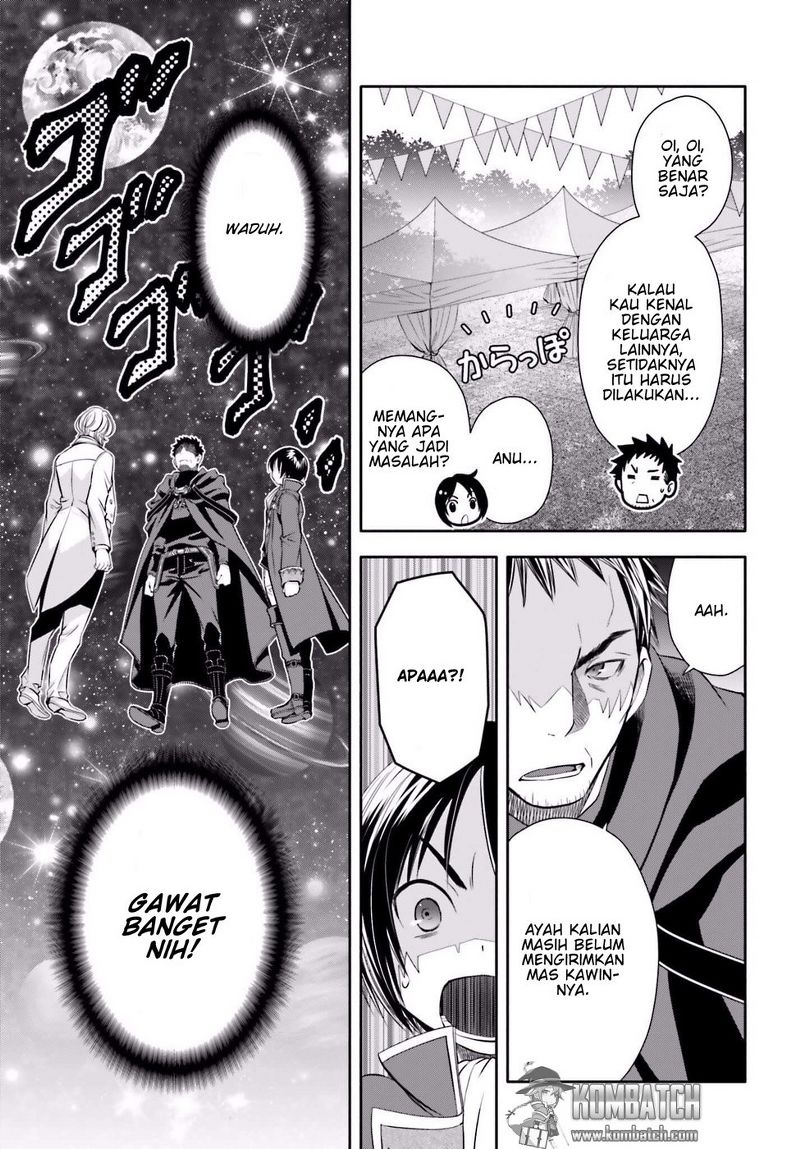 OI, OI,
YANG
BENAR
SAJA?
KALAU
KAU KENAL
DENGAN
KELUARGA
LAINNYA,
SETIDAKNYA
ITU HARUS
DILAKUKAN...
からっぽ
ANU...
MEMANG-
NYA APA
YANG JADI
MASALAH?
AAH.
AYAH KALIAN
MASIH BELUM
MENGIRIMKAN
MAS KAWIN-
NYA.
APAAA?!
WADUH.
ゴゴゴゴ
GAWAT
BANGET
NIH!
KOMBATCH
www.kombatch.com